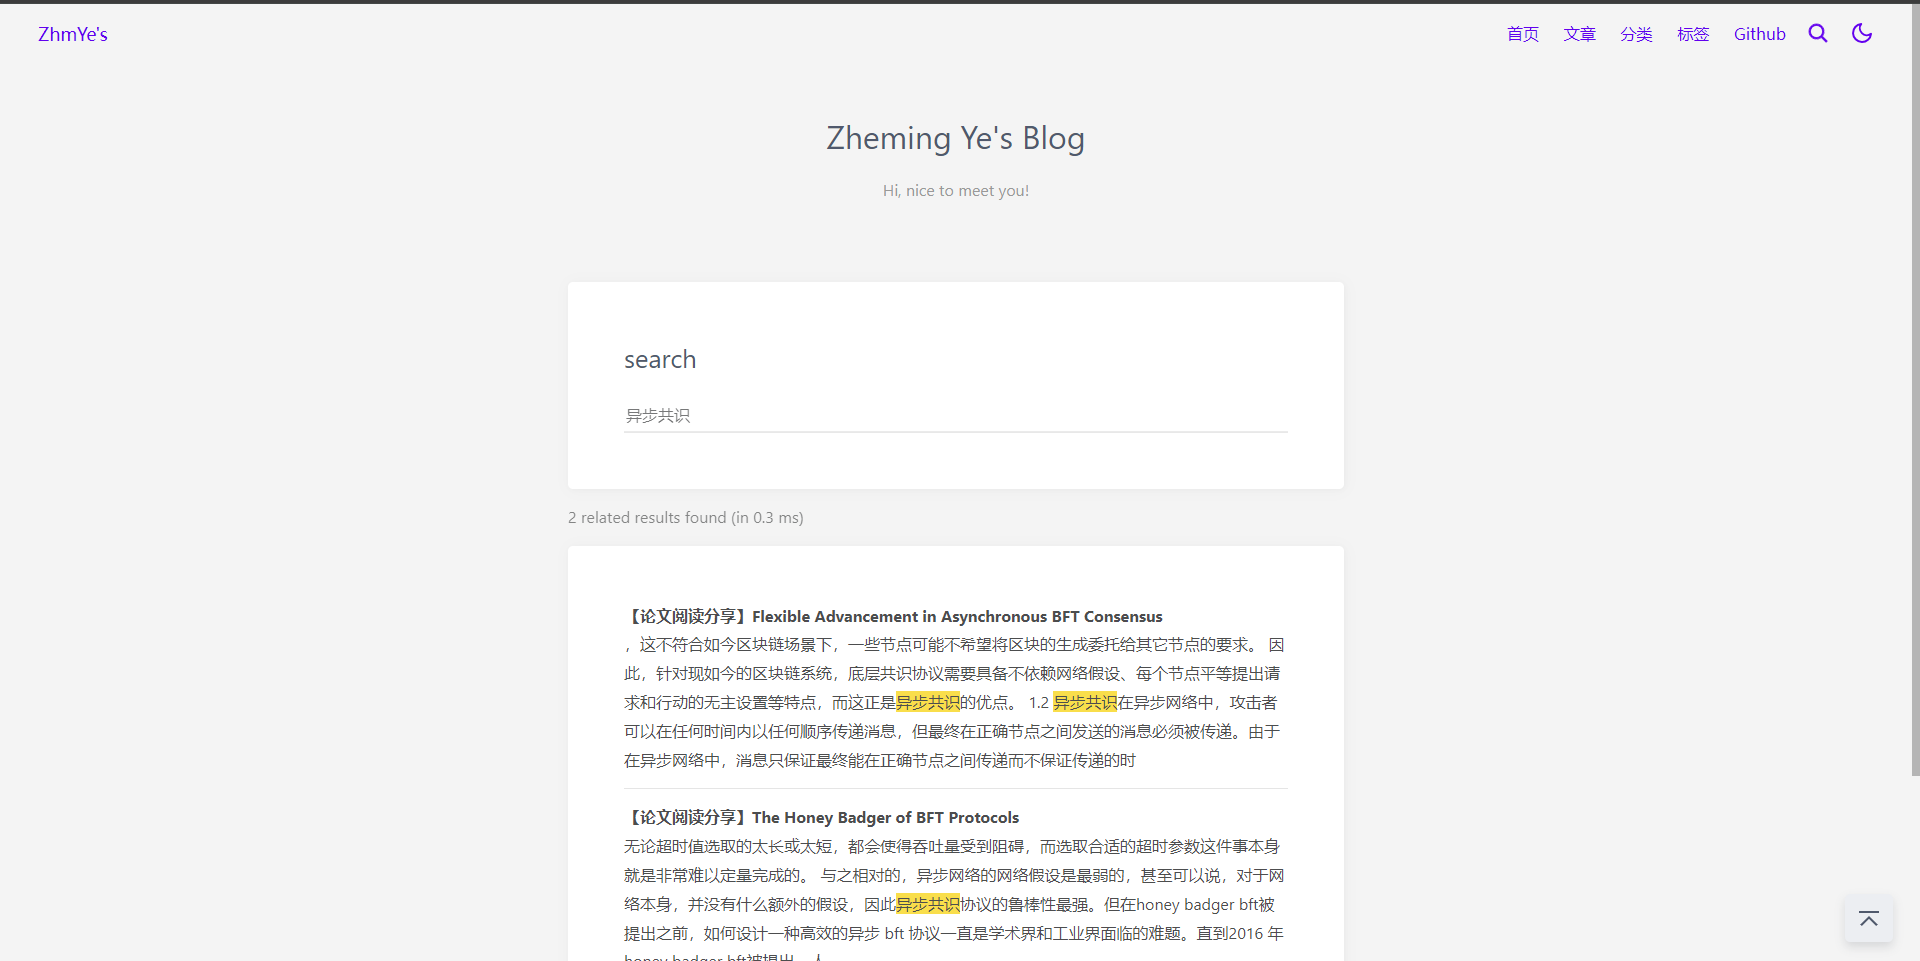 ZhmYe's
首页 文章 分类 标签 Github
Zheming Ye's Blog
Hi, nice to meet you!
search
异步共识
2 related results found (in 0.3 ms)
【论文阅读分享】Flexible Advancement in Asynchronous BFT Consensus
，这不符合如今区块链场景下，一些节点可能不希望将区块的生成委托给其它节点的要求。 因
此，针对现如今的区块链系统，底层共识协议需要具备不依赖网络假设、每个节点平等提出请
求和行动的无主设置等特点，而这正是异步共识的优点。 1.2 异步共识在异步网络中，攻击者
可以在任何时间内以任何顺序传递消息，但最终在正确节点之间发送的消息必须被传递。由于
在异步网络中，消息只保证最终能在正确节点之间传递而不保证传递的时
【论文阅读分享】The Honey Badger of BFT Protocols
无论超时值选取的太长或太短，都会使得吞吐量受到阻碍，而选取合适的超时参数这件事本身
就是非常难以定量完成的。 与之相对的，异步网络的网络假设是最弱的，甚至可以说，对于网
络本身，并没有什么额外的假设，因此异步共识协议的鲁棒性最强。但在honey badger bft被
提出之前，如何设计一种高效的异步 bft 协议一直是学术界和工业界面临的难题。直到2016 年
honey badger bft被提出，人